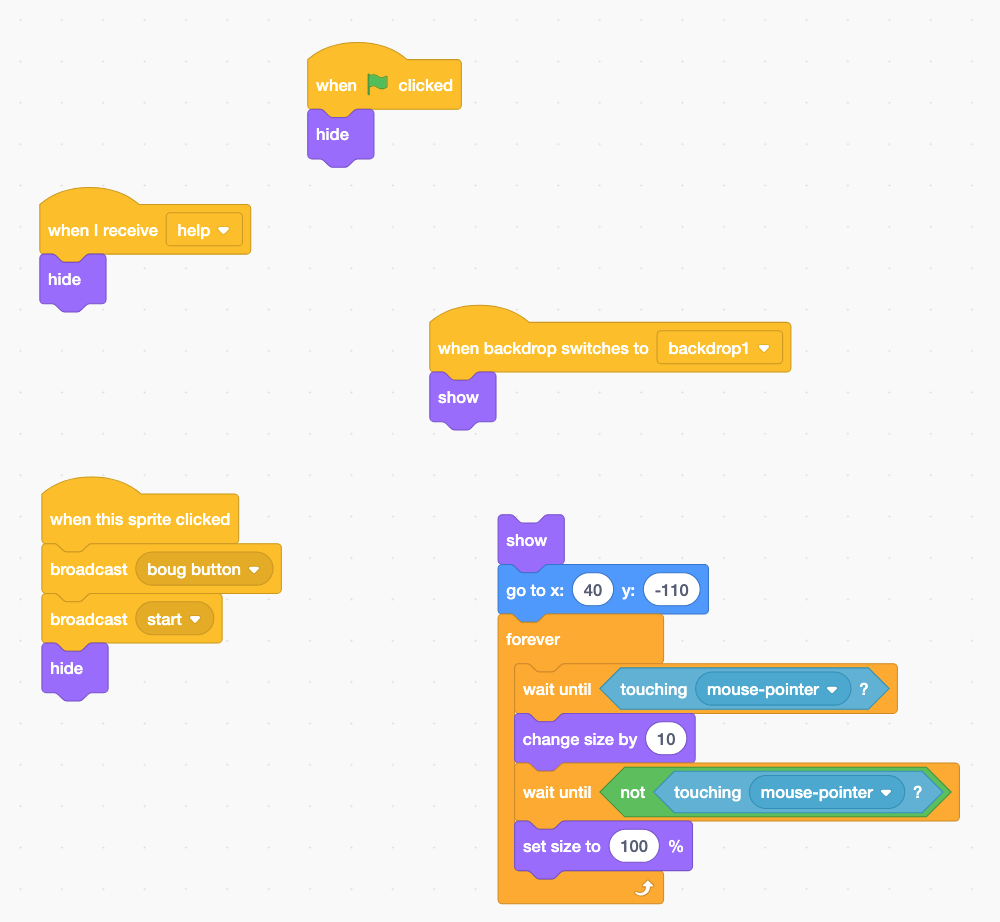 when clicked
hide
when I receive help
hide
when backdrop switches to backdrop1
show
when this sprite clicked
broadcast boug button
broadcast start
hide
show
go to x: 40 y: -110
forever
wait until touching mouse-pointer ?
change size by 10
wait until not touching mouse-pointer ?
set size to 100 %